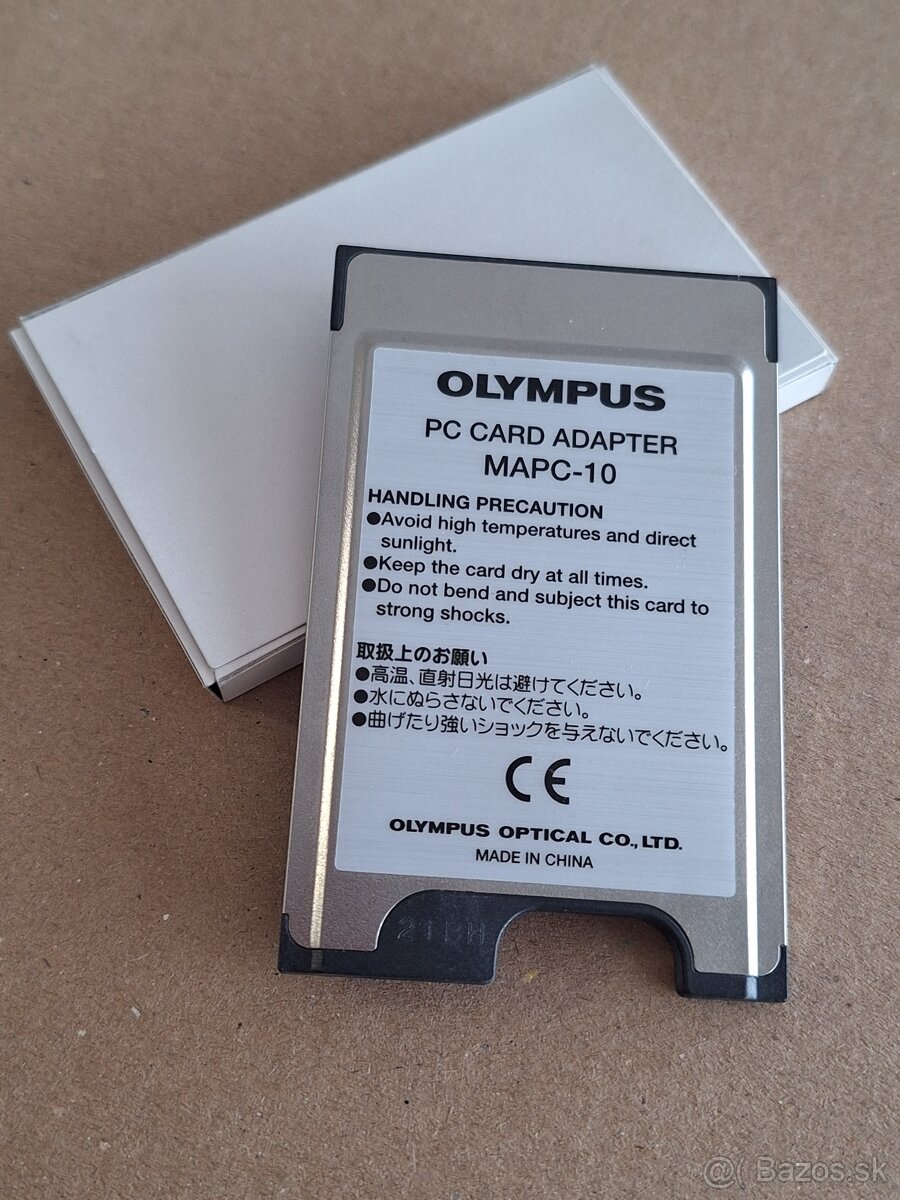 OLYMPUS
PC CARD ADAPTER
MAPC-10
HANDLING PRECAUTION
●Avoid high temperatures and direct
sunlight.
●Keep the card dry at all times.
●Do not bend and subject this card to
strong shocks.
取扱上のお願い
●高温、直射日光は避けてください。
●水にぬらさないでください。
●曲げたり強いショックを与えないでください。
CE
OLYMPUS OPTICAL CO., LTD.
MADE IN CHINA
@( Bazos.sk